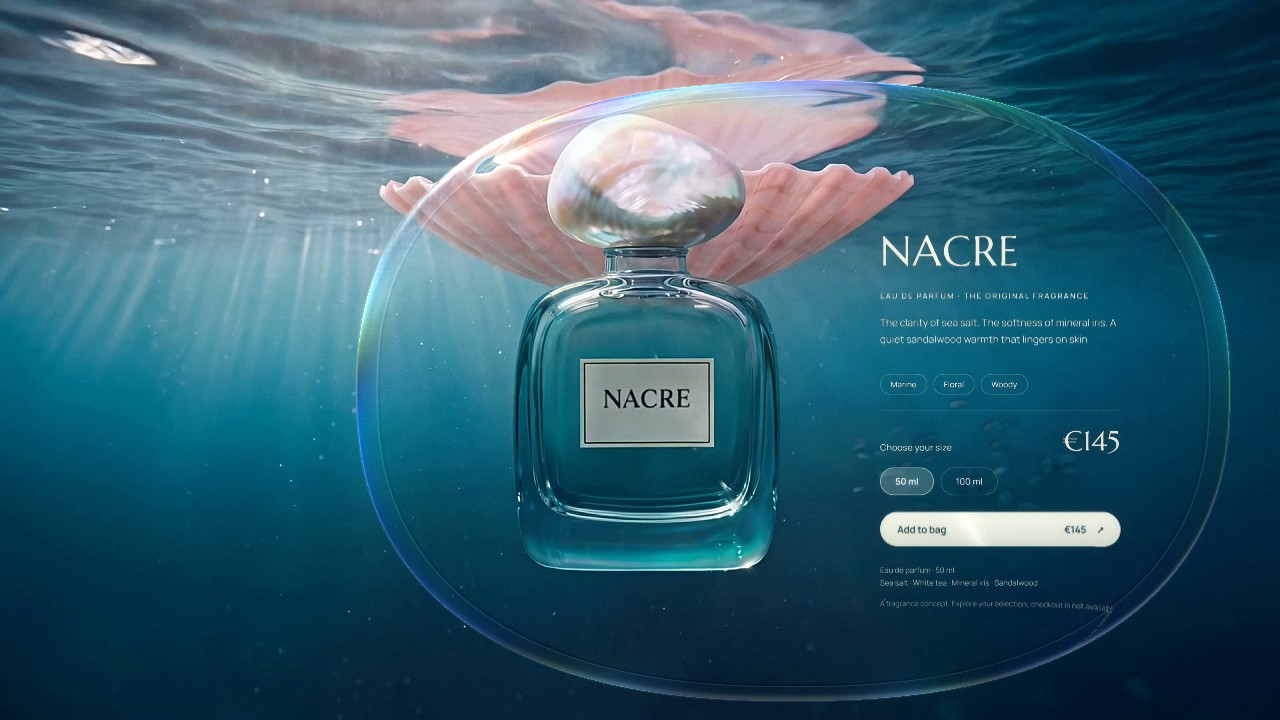 NACRE
EAU DE PARFUM · THE ORIGINAL FRAGRANCE
The clarity of sea salt. The softness of mineral iris. A
quiet sandalwood warmth that lingers on skin.
Marine Floral Woody
NACRE
Choose your size €145
50 ml 100 ml
Add to bag €145 ↗
Eau de parfum · 50 ml
Sea salt · White tea · Mineral iris · Sandalwood
A fragrance concept. Explore your selection; checkout is not